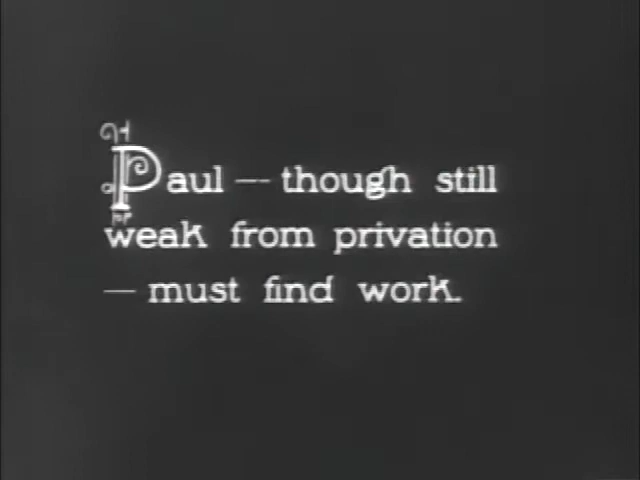 Paul — though still
weak from privation
— must find work.